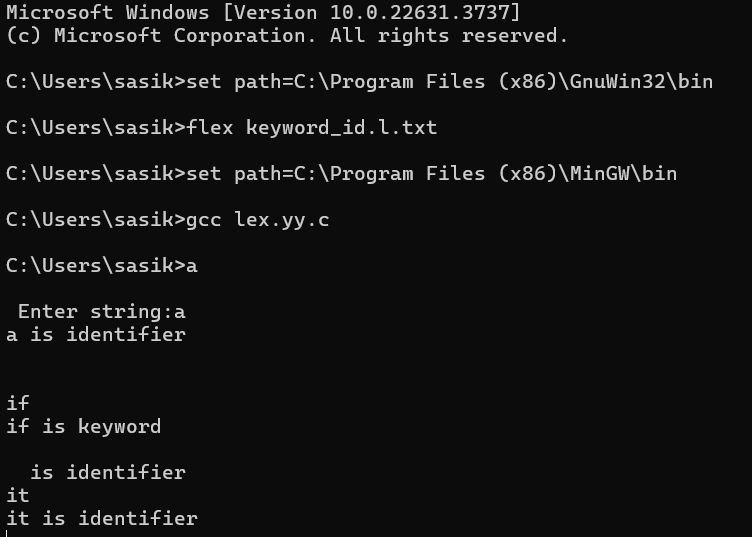 Microsoft Windows [Version 10.0.22631.3737]
(c) Microsoft Corporation. All rights reserved.
C:\Users\sasik>set path=C:\Program Files (x86)\GnuWin32\bin
C:\Users\sasik>flex keyword_id.l.txt
C:\Users\sasik>set path=C:\Program Files (x86)\MinGW\bin
C:\Users\sasik>gcc lex.yy.c
C:\Users\sasik>a
Enter string:a
a is identifier
if
if is keyword
is identifier
it
it is identifier